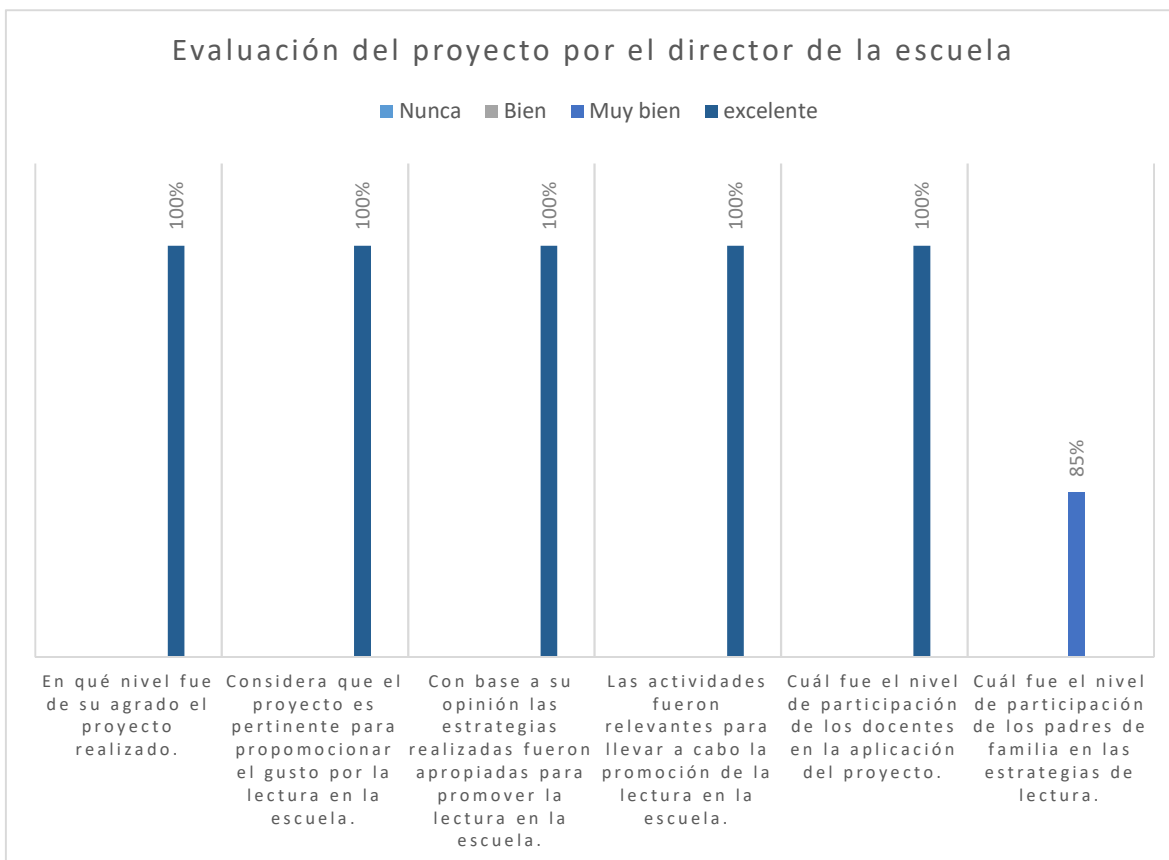 Evaluación del proyecto por el director de la escuela
Nunca Bien Muy bien excelente
100% 100% 100% 100% 100% 85%
En qué nivel fue
de su agrado el
proyecto
realizado.
Considera que el
proyecto es
pertinente para
propomocionar
el gusto por la
lectura en la
escuela.
Con base a su
opinión las
estrategias
realizadas fueron
apropiadas para
promover la
lectura en la
escuela.
Las actividades
fueron
relevantes para
llevar a cabo la
promoción de la
lectura en la
escuela.
Cuál fue el nivel
de participación
de los docentes
en la aplicación
del proyecto.
Cuál fue el nivel
de participación
de los padres de
familia en las
estrategias de
lectura.